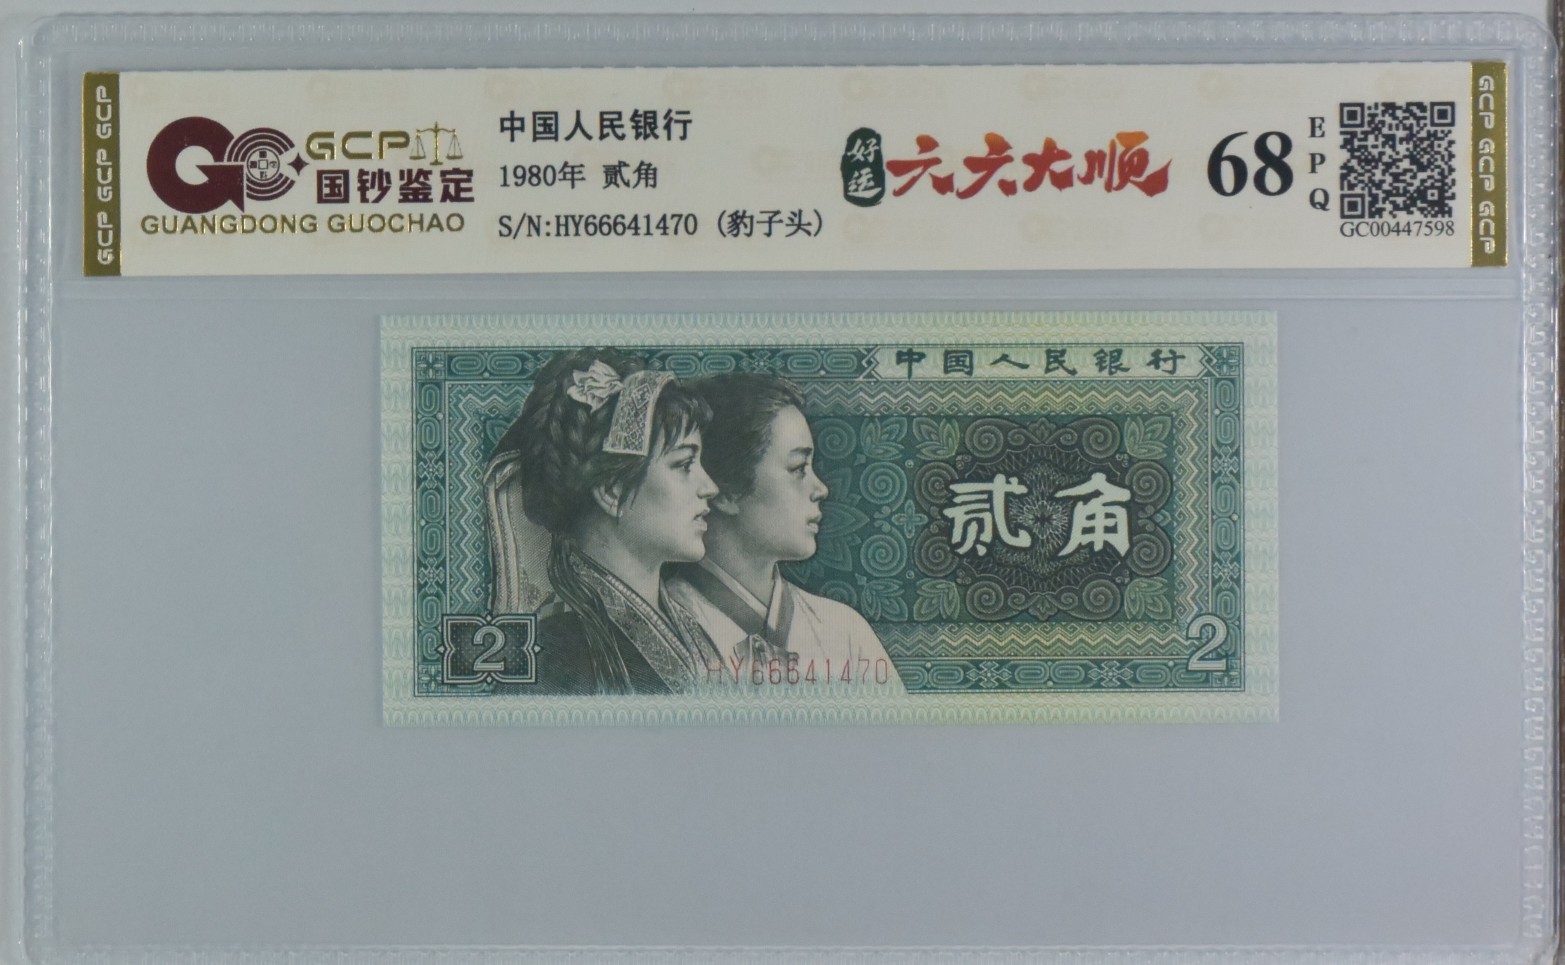 GCP GCP GCP
GCP
国钞鉴定
GUANGDONG GUOCHAO
中国人民银行
1980年 贰角
S/N:HY66641470 (豹子头)
好运
六六大顺
68
EPQ
GC00447598
GCP GCP GCP
中国人民银行
贰角
2
2
HY66641470